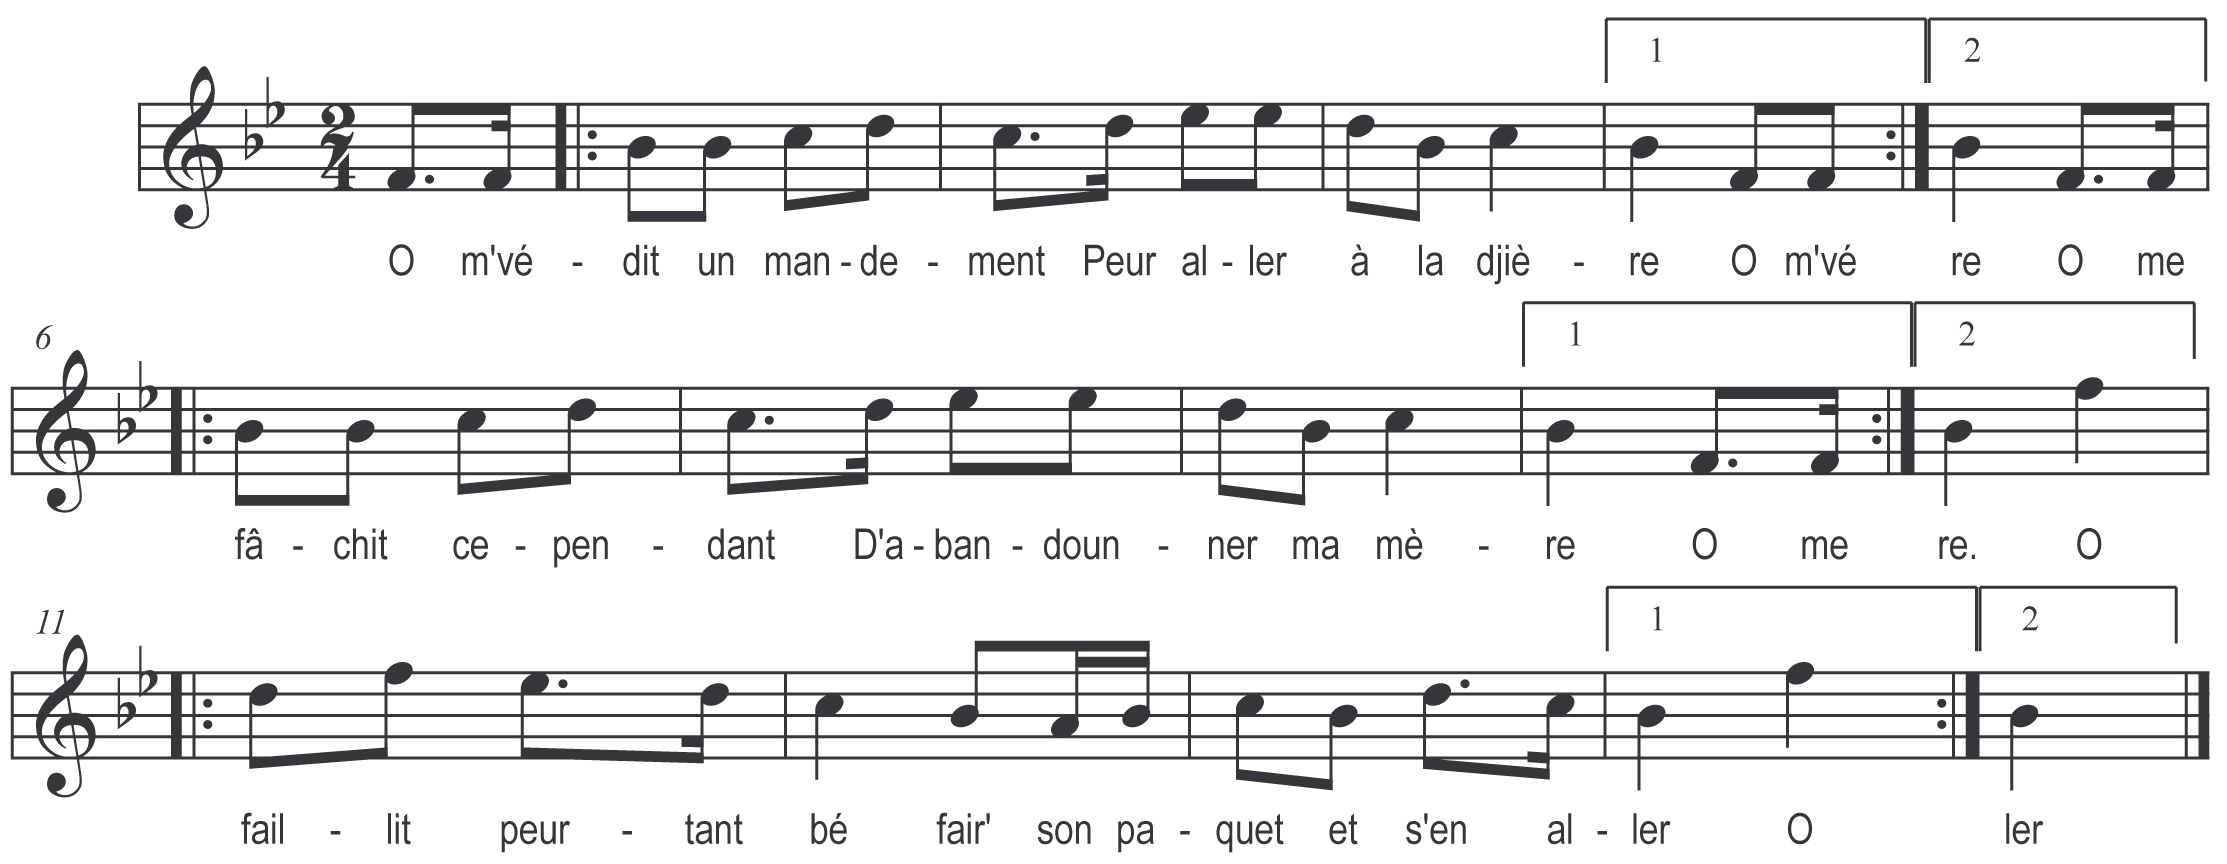 1 2
2
4
O m'vé - dit un man - de - ment Peur al - ler à la djiè - re O m'vé re O me
6 1 2
fâ - chit ce - pen - dant D'a - ban - doun - ner ma mè - re O me re. O
11 1 2
fail - lit peur - tant bé fair' son pa - quet et s'en al - ler O ler